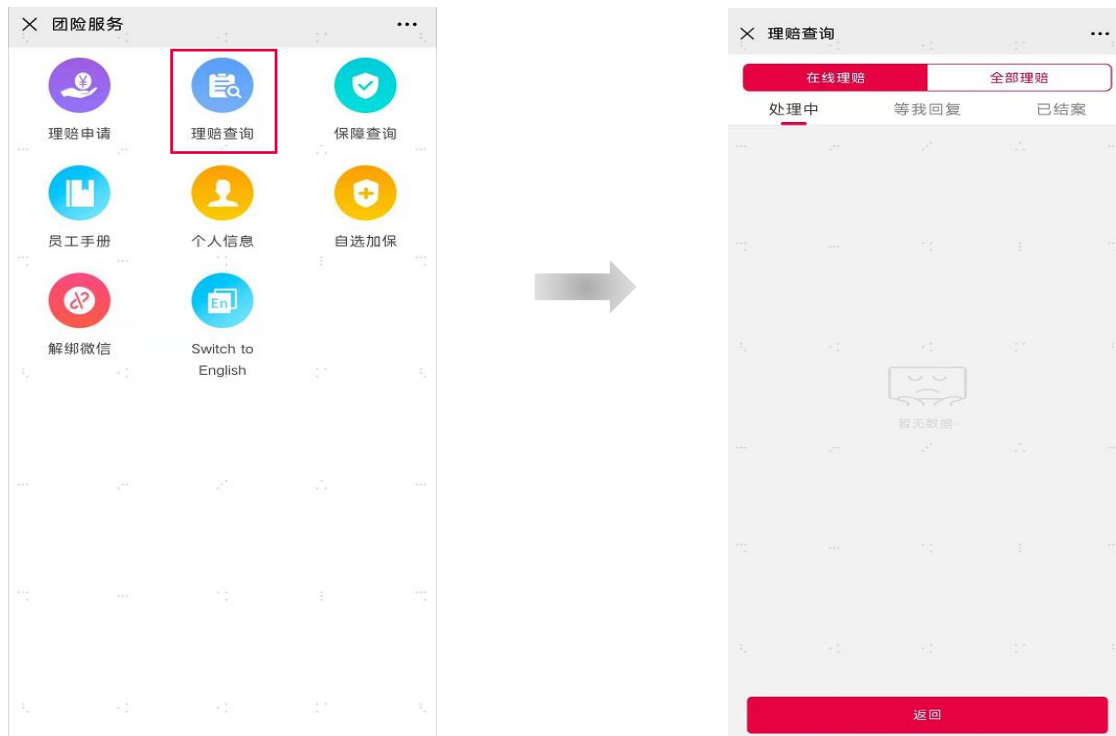 团险服务
理赔申请
理赔查询
保障查询
员工手册
个人信息
自选加保
解绑微信
Switch to
English
En
理赔查询
在线理赔
全部理赔
处理中
等我回复
已结案
暂无数据
返回